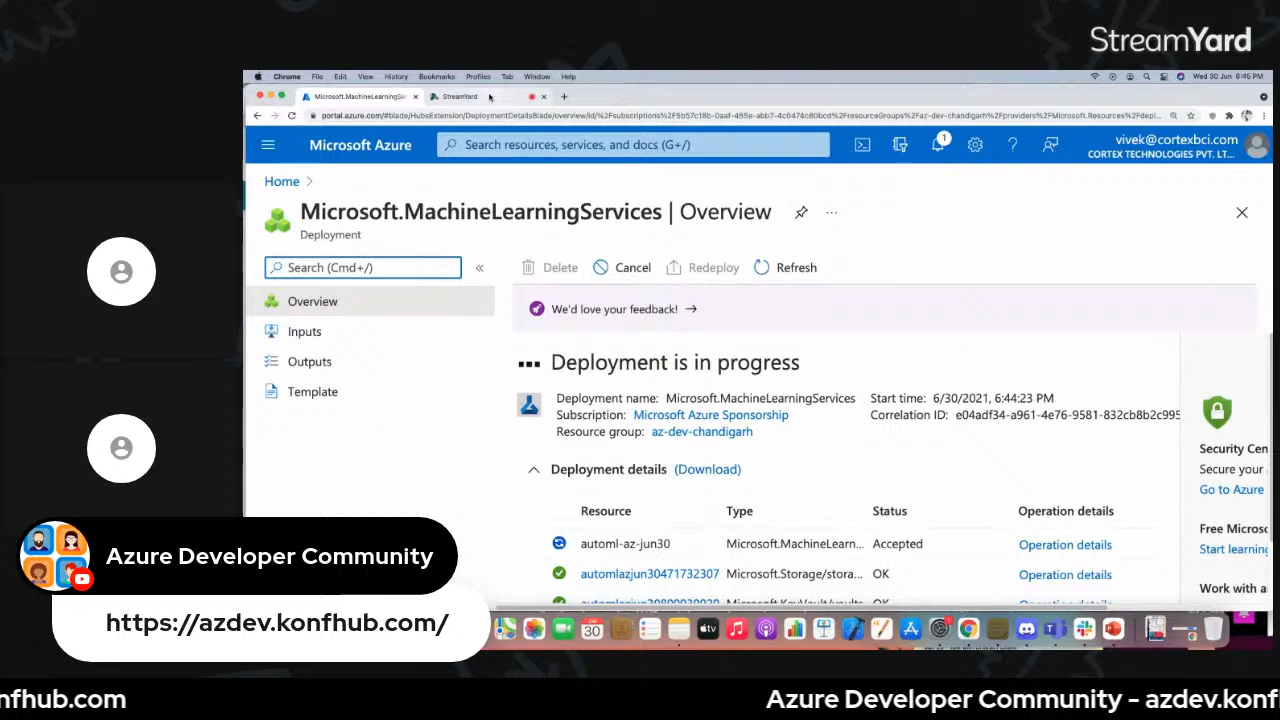 StreamYard
Chrome File Edit View History Bookmarks Profiles Tab Window Help
Wed 30 Jun 6:45 PM
Microsoft.MachineLearningSer
StreamYard
Microsoft Azure
Search resources, services, and docs (G+/)
1
vivek@cortexbci.com
CORTEX TECHNOLOGIES PVT. LT...
Home >
Microsoft.MachineLearningServices | Overview
Deployment
Search (Cmd+/)
Delete Cancel Redeploy Refresh
Overview
Inputs
Outputs
Template
We'd love your feedback! →
Deployment is in progress
Deployment name: Microsoft.MachineLearningServices
Subscription: Microsoft Azure Sponsorship
Resource group: az-dev-chandigarh
Start time: 6/30/2021, 6:44:23 PM
Correlation ID: e04adf34-a961-4e76-9581-832cb8b2c995
Deployment details (Download)
Resource Type Status Operation details
automl-az-jun30 Microsoft.MachineLearn... Accepted Operation details
automlazjun30471732307 Microsoft.Storage/stora... OK Operation details
Security Cen
Secure your
Go to Azure
Free Microso
Start learning
Work with a
Azure Developer Community
https://azdev.konfhub.com/
nfhub.com
Azure Developer Community - azdev.konf